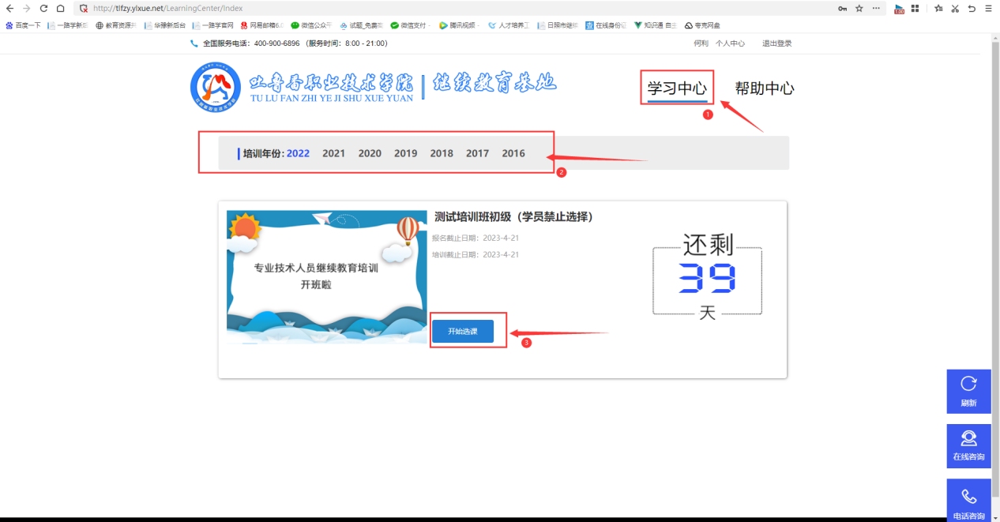 http://tlfzy.ylxue.net/LearningCenter/Index
1.00
百度一下 一路学新后 教育资源共 华豫新后台 一路学官网 网易邮箱6.0 微信公众平 试题_免费 微信支付 - 腾讯视频 - 人才培养工 日照市继续 在线身份证 知识通 自主 夸克网盘
全国服务电话：400-900-6896 （服务时间：8:00 - 21:00）
何利 个人中心 退出登录
吐鲁番职业技术学院 | 继续教育基地
TU LU FAN ZHI YE JI SHU XUE YUAN
学习中心 帮助中心
1
培训年份: 2022 2021 2020 2019 2018 2017 2016
2
测试培训班初级（学员禁止选择）
报名截止日期：2023-4-21
培训截止日期：2023-4-21
专业技术人员继续教育培训
开班啦
还剩
39
天
开始选课
3
刷新
在线咨询
电话咨询